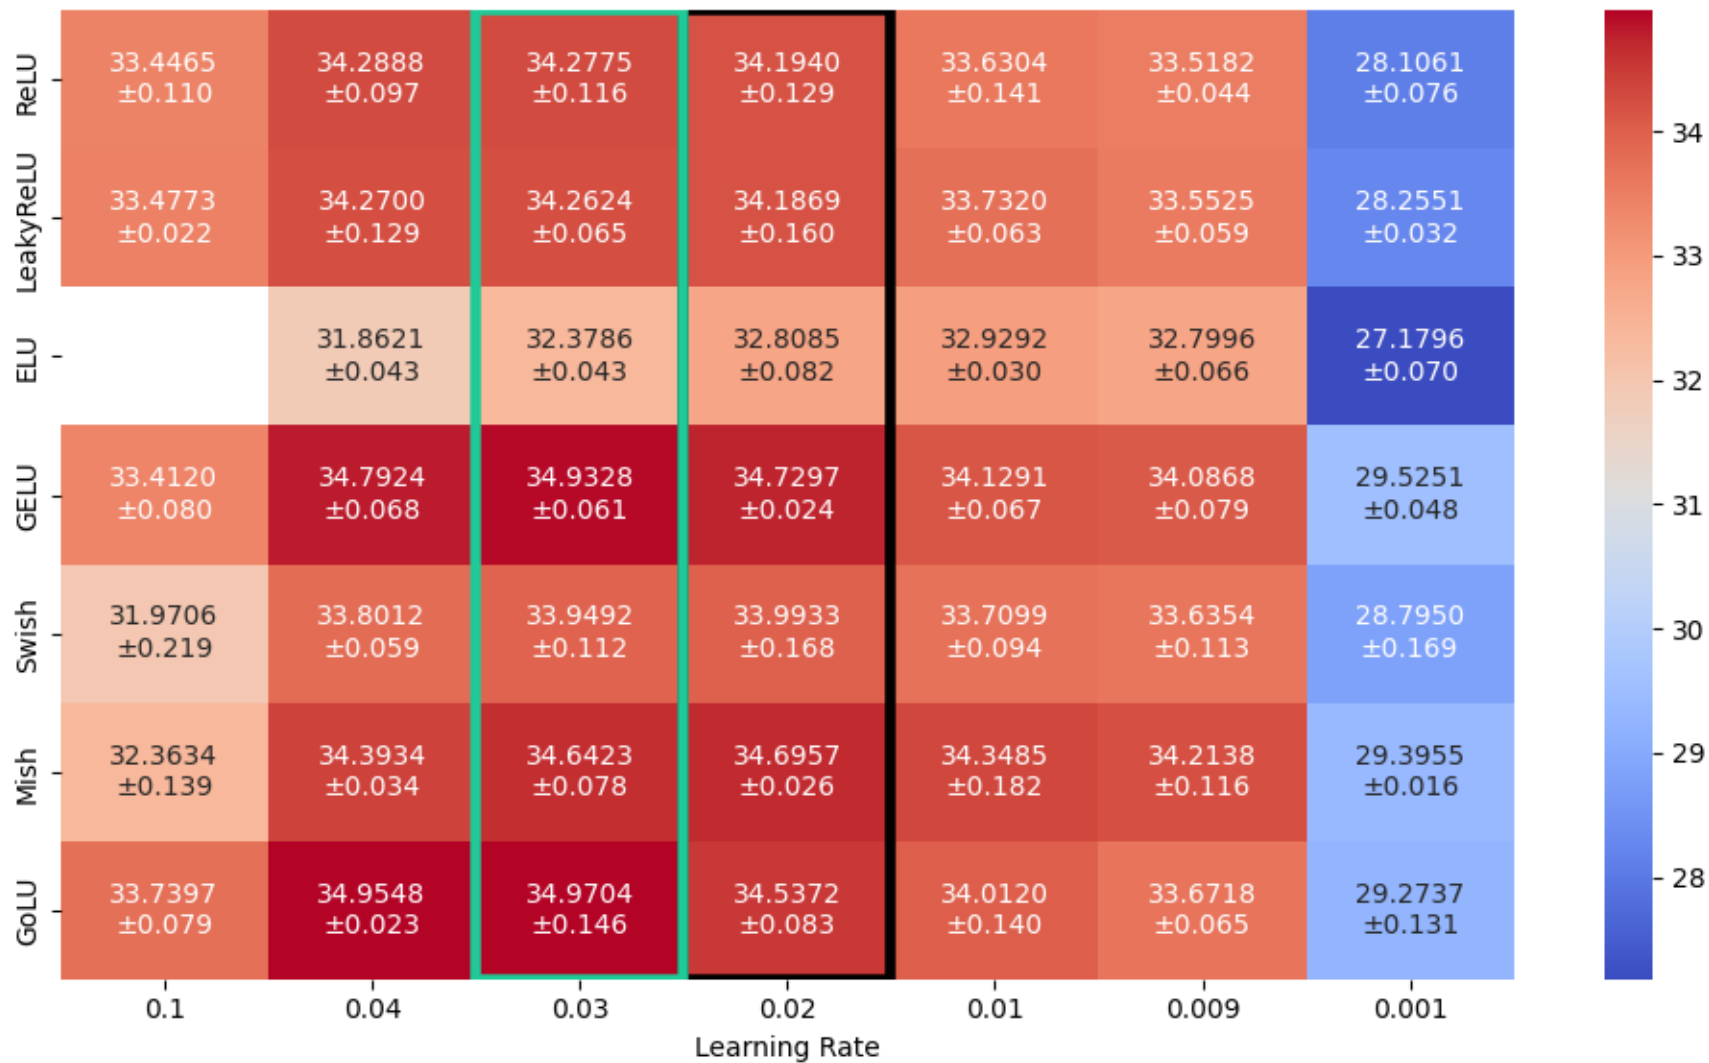 ReLU
33.4465 34.2888 34.2775 34.1940 33.6304 33.5182 28.1061
±0.110 ±0.097 ±0.116 ±0.129 ±0.141 ±0.044 ±0.076
LeakyReLU
33.4773 34.2700 34.2624 34.1869 33.7320 33.5525 28.2551
±0.022 ±0.129 ±0.065 ±0.160 ±0.063 ±0.059 ±0.032
ELU
31.8621 32.3786 32.8085 32.9292 32.7996 27.1796
±0.043 ±0.043 ±0.082 ±0.030 ±0.066 ±0.070
GELU
33.4120 34.7924 34.9328 34.7297 34.1291 34.0868 29.5251
±0.080 ±0.068 ±0.061 ±0.024 ±0.067 ±0.079 ±0.048
Swish
31.9706 33.8012 33.9492 33.9933 33.7099 33.6354 28.7950
±0.219 ±0.059 ±0.112 ±0.168 ±0.094 ±0.113 ±0.169
Mish
32.3634 34.3934 34.6423 34.6957 34.3485 34.2138 29.3955
±0.139 ±0.034 ±0.078 ±0.026 ±0.182 ±0.116 ±0.016
GoLU
33.7397 34.9548 34.9704 34.5372 34.0120 33.6718 29.2737
±0.079 ±0.023 ±0.146 ±0.083 ±0.140 ±0.065 ±0.131
0.1 0.04 0.03 0.02 0.01 0.009 0.001
Learning Rate
34
33
32
31
30
29
28